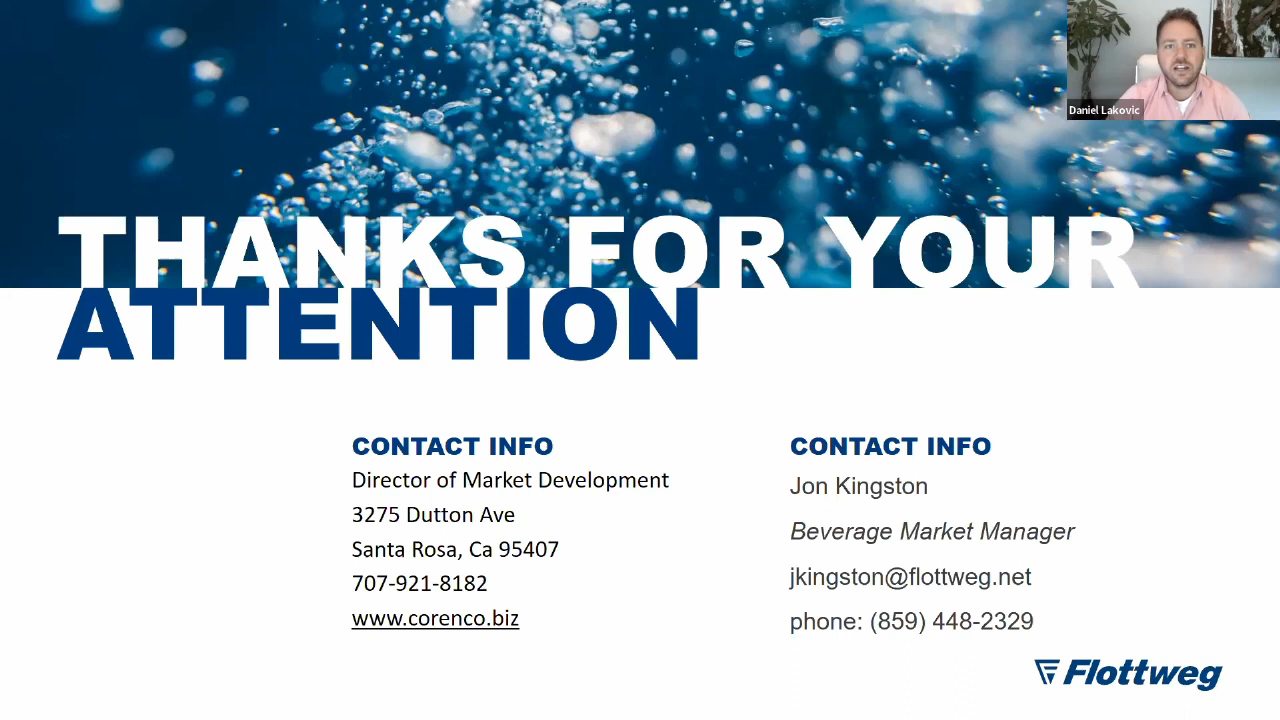 Daniel Lakovic
THANKS FOR YOUR
ATTENTION
CONTACT INFO
Director of Market Development
3275 Dutton Ave
Santa Rosa, Ca 95407
707-921-8182
www.corenco.biz
CONTACT INFO
Jon Kingston
Beverage Market Manager
jkingston@flottweg.net
phone: (859) 448-2329
Flottweg